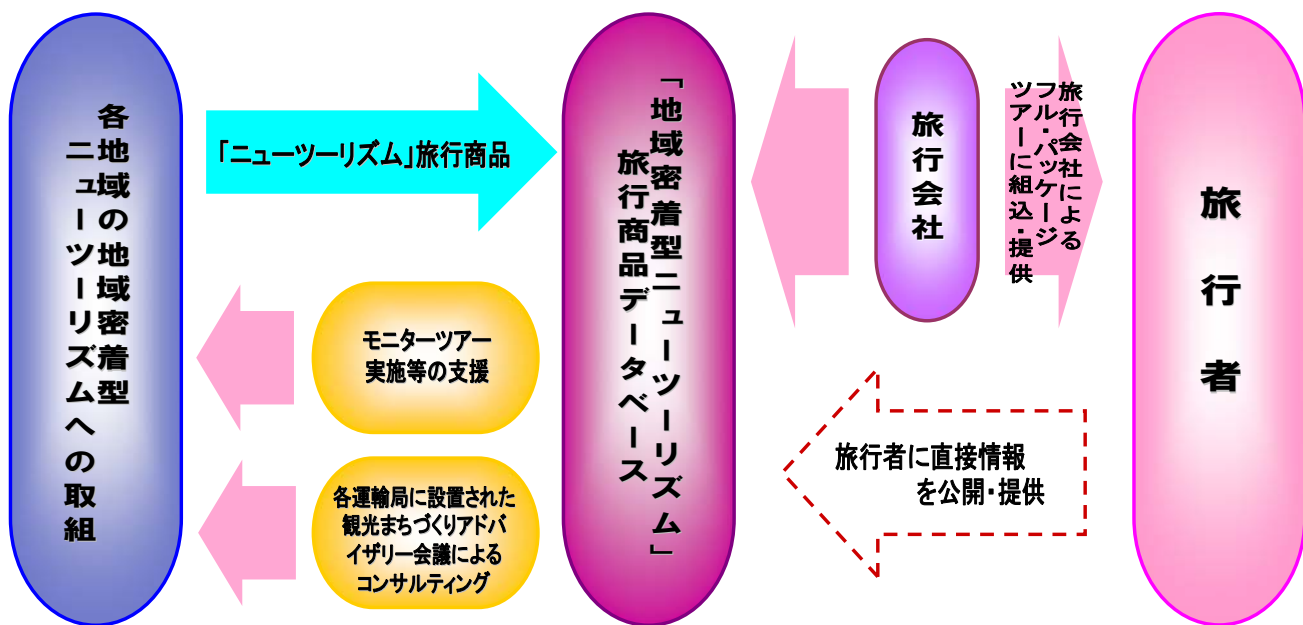 各地域の地域密着型
ニューツーリズムへの取組
「ニューツーリズム」旅行商品
モニターツアー
実施等の支援
各運輸局に設置された
観光まちづくりアドバ
イザリー会議による
コンサルティング
「地域密着型ニューツーリズム」
旅行商品データベース
旅行会社
旅行会社による
フル・パッケージ
ツアーに組込・提供
旅行者に直接情報
を公開・提供
旅行者